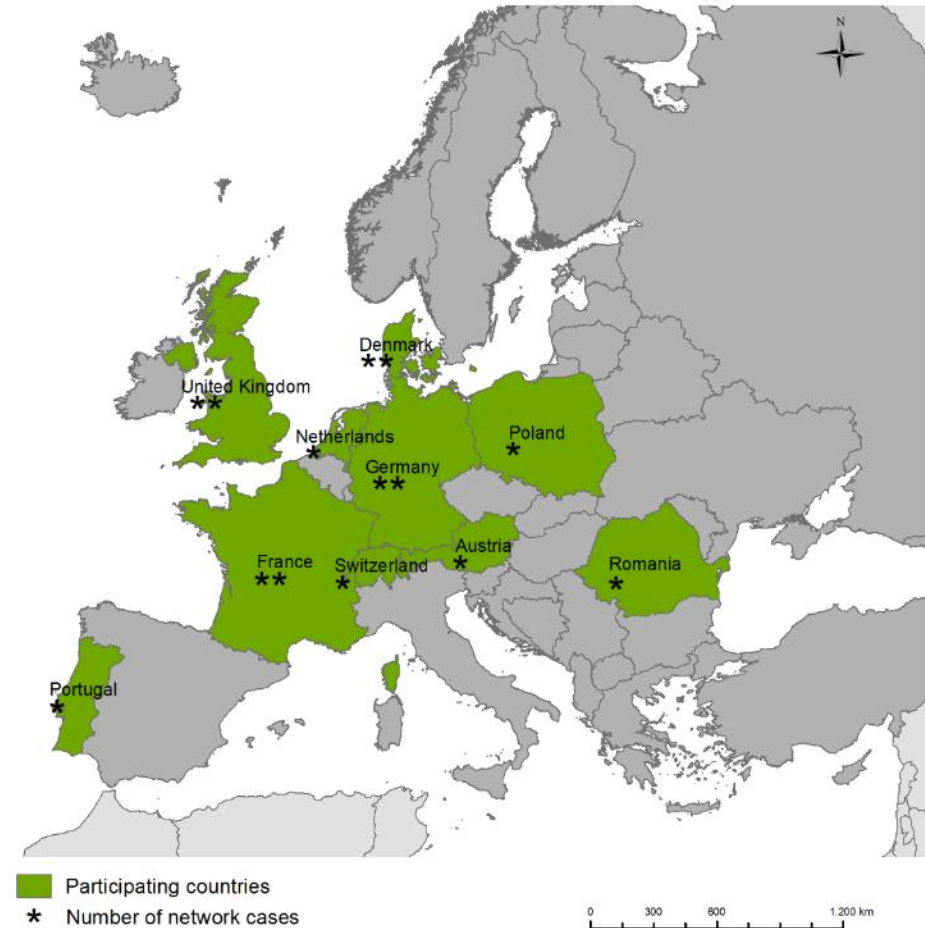 N
Denmark
**
United Kingdom
**
Netherlands
*
Poland
*
Germany
**
Austria
*
France
**
Switzerland
*
Romania
*
Portugal
*
Participating countries
* Number of network cases
0 300 600 1.200 km